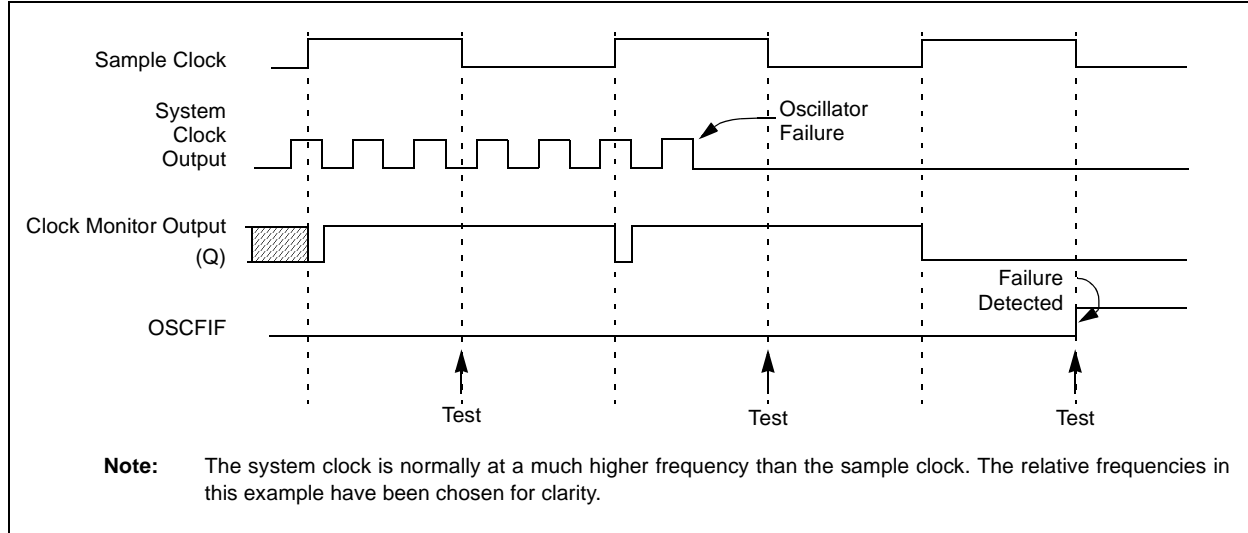 Sample Clock
System
Clock
Output
Oscillator
Failure
Clock Monitor Output
(Q)
Failure
Detected
OSCFIF
Test
Test
Test
Note: The system clock is normally at a much higher frequency than the sample clock. The relative frequencies in
this example have been chosen for clarity.